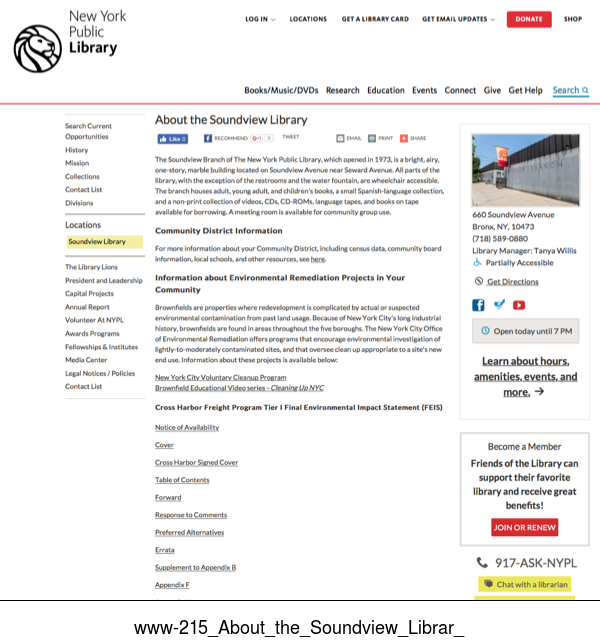 New York
Public
Library
LOG IN
LOCATIONS
GET A LIBRARY CARD
GET EMAIL UPDATES
DONATE
SHOP
Books/Music/DVDs Research Education Events Connect Give Get Help Search
Search Current
Opportunities
History
Mission
Collections
Contact List
Divisions
Locations
Soundview Library
The Library Lions
President and Leadership
Capital Projects
Annual Report
Volunteer At NYPL
Awards Programs
Fellowships & Institutes
Media Center
Legal Notices / Policies
Contact List
About the Soundview Library
Like 0
RECOMMEND
G+1 0
TWEET
EMAIL
PRINT
SHARE
The Soundview Branch of The New York Public Library, which opened in 1973, is a bright, airy,
one-story, marble building located on Soundview Avenue near Seward Avenue. All parts of the
library, with the exception of the restrooms and the water fountain, are wheelchair accessible.
The branch houses adult, young adult, and children's books, a small Spanish-language collection,
and a non-print collection of videos, CDs, CD-ROMs, language tapes, and books on tape
available for borrowing. A meeting room is available for community group use.
Community District Information
For more information about your Community District, including census data, community board
information, local schools, and other resources, see here.
Information about Environmental Remediation Projects in Your
Community
Brownfields are properties where redevelopment is complicated by actual or suspected
environmental contamination from past land usage. Because of New York City's long industrial
history, brownfields are found in areas throughout the five boroughs. The New York City Office
of Environmental Remediation offers programs that encourage environmental investigation of
lightly-to-moderately contaminated sites, and that oversee clean up appropriate to a site's new
end use. Information about these projects is available below:
New York City Voluntary Cleanup Program
Brownfield Educational Video series - Cleaning Up NYC
Cross Harbor Freight Program Tier I Final Environmental Impact Statement (FEIS)
Notice of Availability
Cover
Cross Harbor Signed Cover
Table of Contents
Forward
Response to Comments
Preferred Alternatives
Errata
Supplement to Appendix B
Appendix F
660 Soundview Avenue
Bronx, NY, 10473
(718) 589-0880
Library Manager: Tanya Willis
Partially Accessible
Get Directions
Open today until 7 PM
Learn about hours,
amenities, events, and
more. →
Become a Member
Friends of the Library can
support their favorite
library and receive great
benefits!
JOIN OR RENEW
917-ASK-NYPL
Chat with a librarian
www-215_About_the_Soundview_Librar_